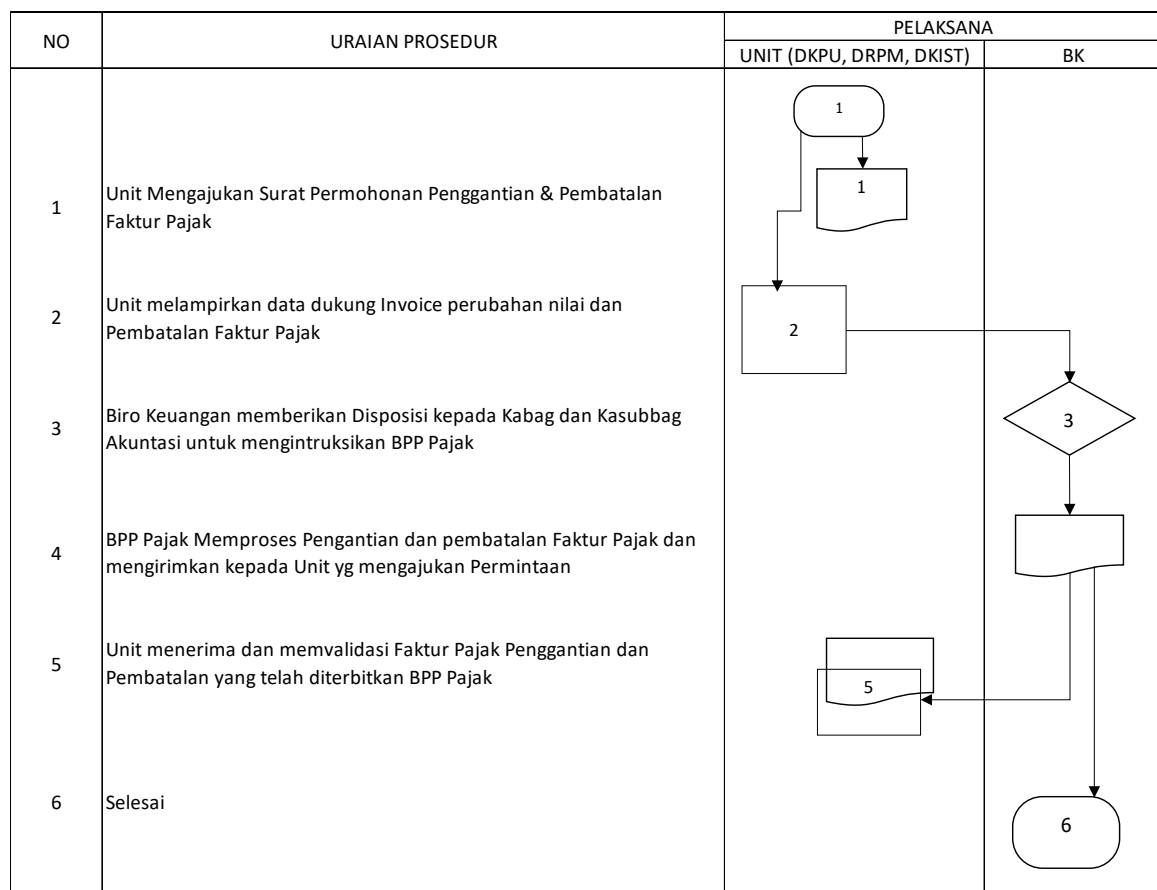 NO
URAIAN PROSEDUR
PELAKSANA
UNIT (DKPU, DRPM, DKIST)
BK
1
1
1
Unit Mengajukan Surat Permohonan Penggantian & Pembatalan
Faktur Pajak
2
Unit melampirkan data dukung Invoice perubahan nilai dan
Pembatalan Faktur Pajak
2
3
Biro Keuangan memberikan Disposisi kepada Kabag dan Kasubbag
Akuntasi untuk mengintruksikan BPP Pajak
3
4
BPP Pajak Memproses Pengantian dan pembatalan Faktur Pajak dan
mengirimkan kepada Unit yg mengajukan Permintaan
5
Unit menerima dan memvalidasi Faktur Pajak Penggantian dan
Pembatalan yang telah diterbitkan BPP Pajak
5
6
Selesai
6